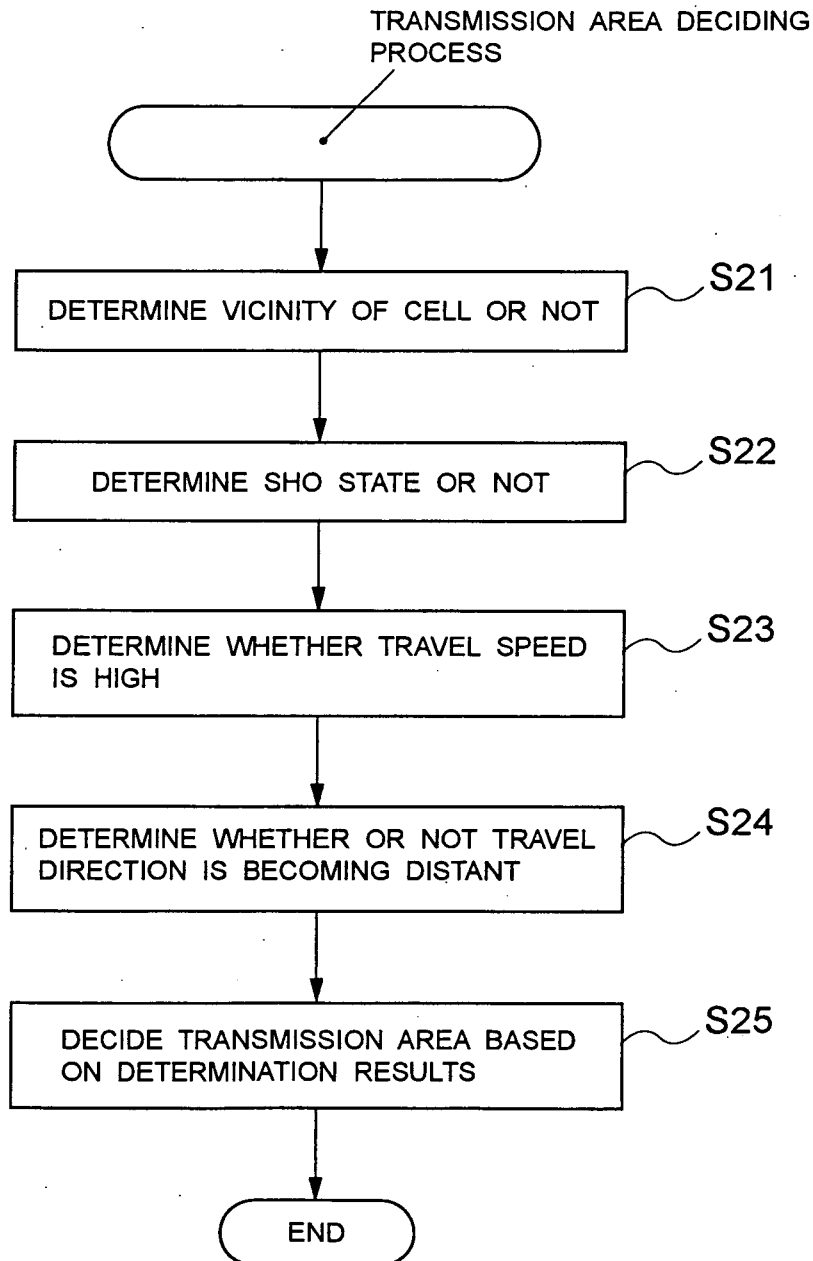 TRANSMISSION AREA DECIDING
PROCESS
DETERMINE VICINITY OF CELL OR NOT
S21
DETERMINE SHO STATE OR NOT
S22
DETERMINE WHETHER TRAVEL SPEED
IS HIGH
S23
DETERMINE WHETHER OR NOT TRAVEL
DIRECTION IS BECOMING DISTANT
S24
DECIDE TRANSMISSION AREA BASED
ON DETERMINATION RESULTS
S25
END